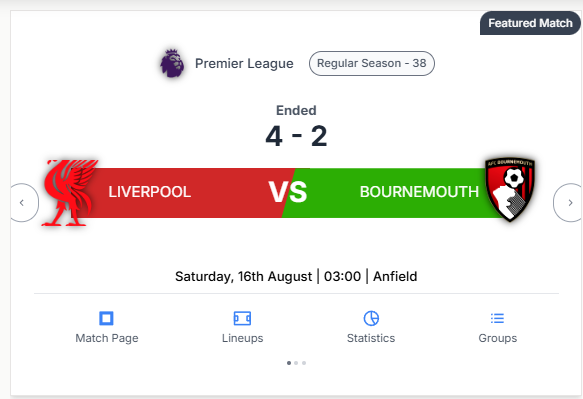 Featured Match
Premier League
Regular Season - 38
Ended
4 - 2
LIVERPOOL
VS
BOURNEMOUTH
AFC BOURNEMOUTH
Saturday, 16th August | 03:00 | Anfield
Match Page
Lineups
Statistics
Groups